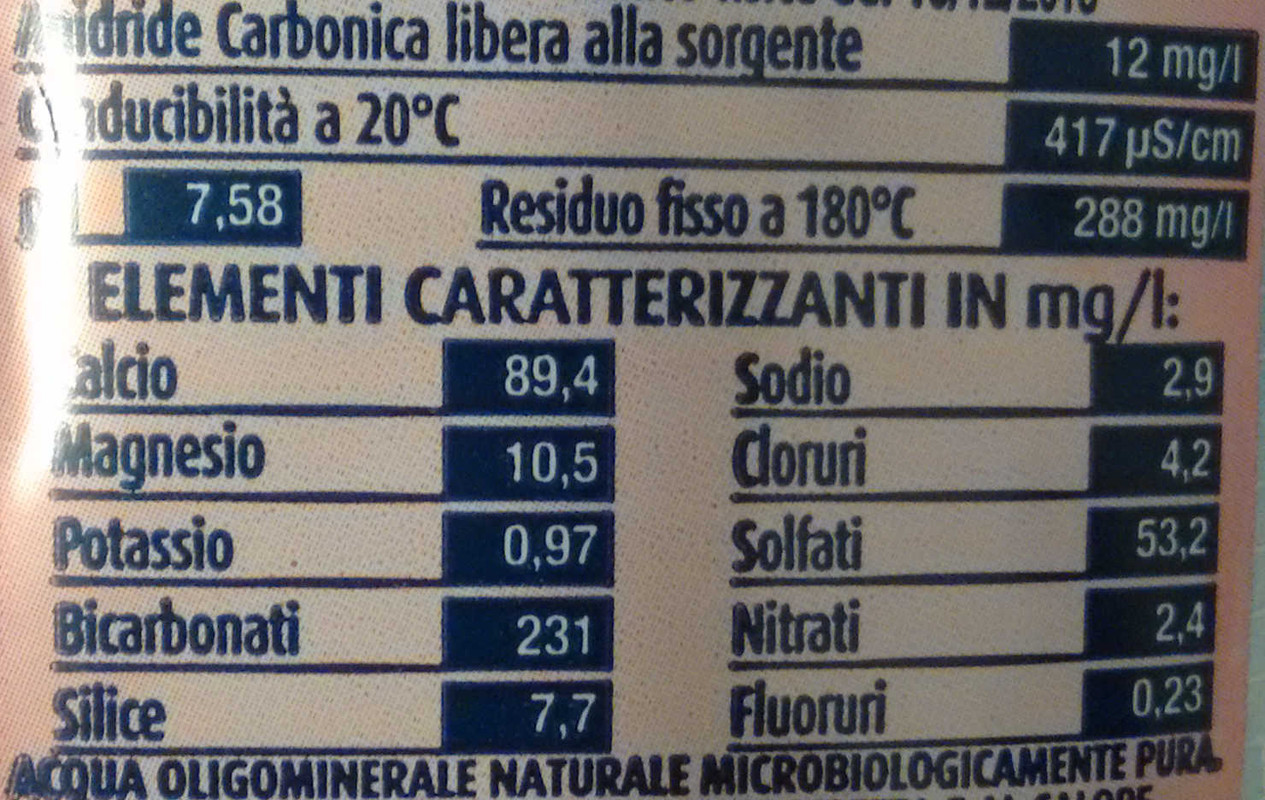 Carbonica libera alla sorgente 12 mg/l
a 20°C 417 µS/cm
7,58 Residuo fisso a 180°C 288 mg/l
ELEMENTI CARATTERIZZANTI IN mg/l:
alcio 89,4 Sodio 2,9
Magnesio 10,5 Cloruri 4,2
Potassio 0,97 Solfati 53,2
Bicarbonati 231 Nitrati 2,4
Silice 7,7 Fluoruri 0,23
ACQUA OLIGOMINERALE NATURALE MICROBIOLOGICAMENTE PURA.